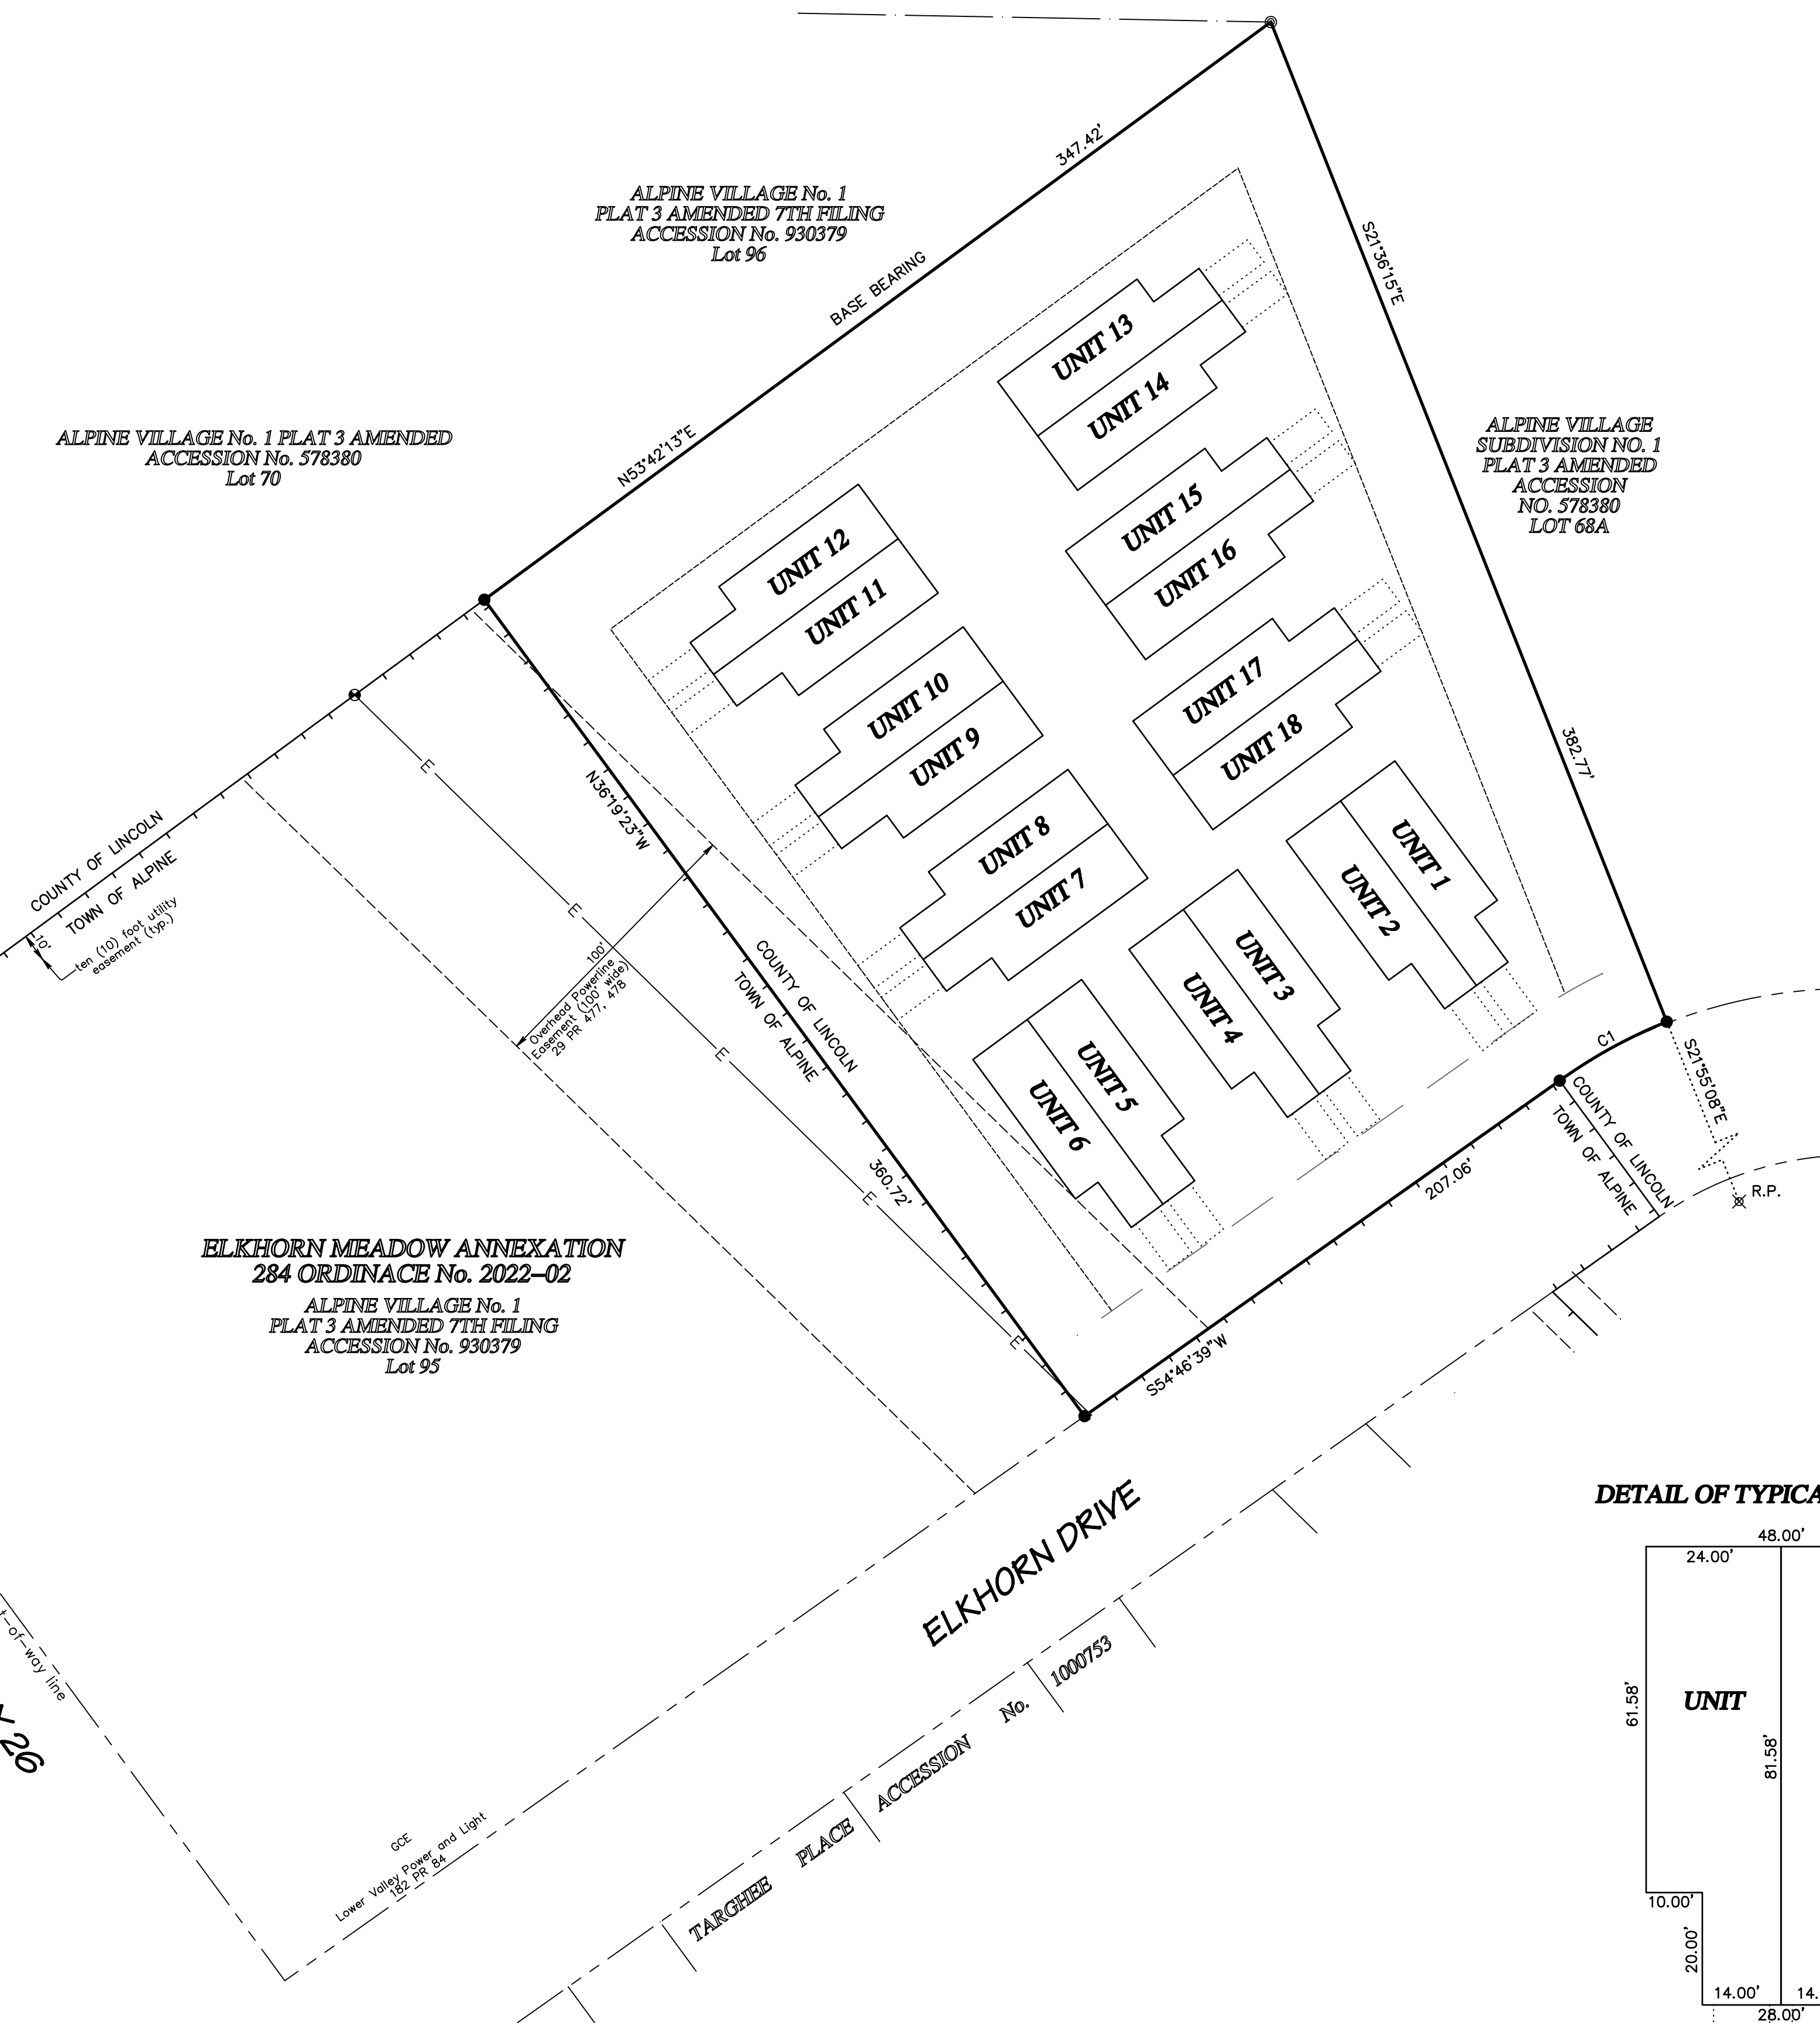 347.42'
ALPINE VILLAGE No. 1
PLAT 3 AMENDED 7TH FILING
ACCESSION No. 930379
Lot 96
BASE BEARING
S21°36'15"E
UNIT 13
UNIT 14
ALPINE VILLAGE No. 1 PLAT 3 AMENDED
ACCESSION No. 578380
Lot 70
N53°42'13"E
ALPINE VILLAGE
SUBDIVISION NO. 1
PLAT 3 AMENDED
ACCESSION
NO. 578380
LOT 68A
UNIT 15
UNIT 16
UNIT 12
UNIT 11
UNIT 17
UNIT 18
UNIT 10
UNIT 9
382.77'
E
N36°19'23"W
UNIT 8
UNIT 7
UNIT 1
UNIT 2
COUNTY OF LINCOLN
TOWN OF ALPINE
10'
ten (10) foot utility
easement (typ.)
E
100'
Overhead Powerline
Easement (100' wide)
29 PR 477, 478
COUNTY OF LINCOLN
TOWN OF ALPINE
UNIT 3
UNIT 4
E
UNIT 5
UNIT 6
C1
S21°55'08"E
COUNTY OF LINCOLN
TOWN OF ALPINE
R.P.
207.06'
360.72'
E
ELKHORN MEADOW ANNEXATION
284 ORDINACE No. 2022-02
ALPINE VILLAGE No. 1
PLAT 3 AMENDED 7TH FILING
ACCESSION No. 930379
Lot 95
E
S54°46'39"W
ELKHORN DRIVE
DETAIL OF TYPICA
48.00'
24.00'
UNIT
61.58'
81.58'
10.00'
20.00'
14.00'
14.
28.00'
t-of-way line
26
GCE
Lower Valley Power and Light
182 PR 84
TARGHEE PLACE ACCESSION No. 1000753